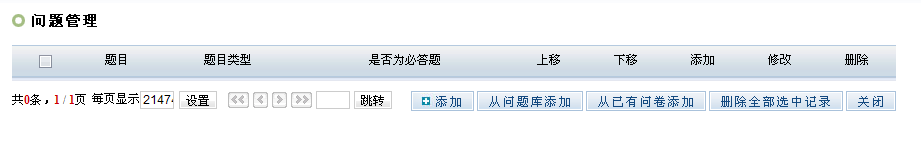 问题管理
题目 题目类型 是否为必答题 上移 下移 添加 修改 删除
共0条，1 / 1页 每页显示 2147 设置 跳转 添加 从问题库添加 从已有问卷添加 删除全部选中记录 关闭